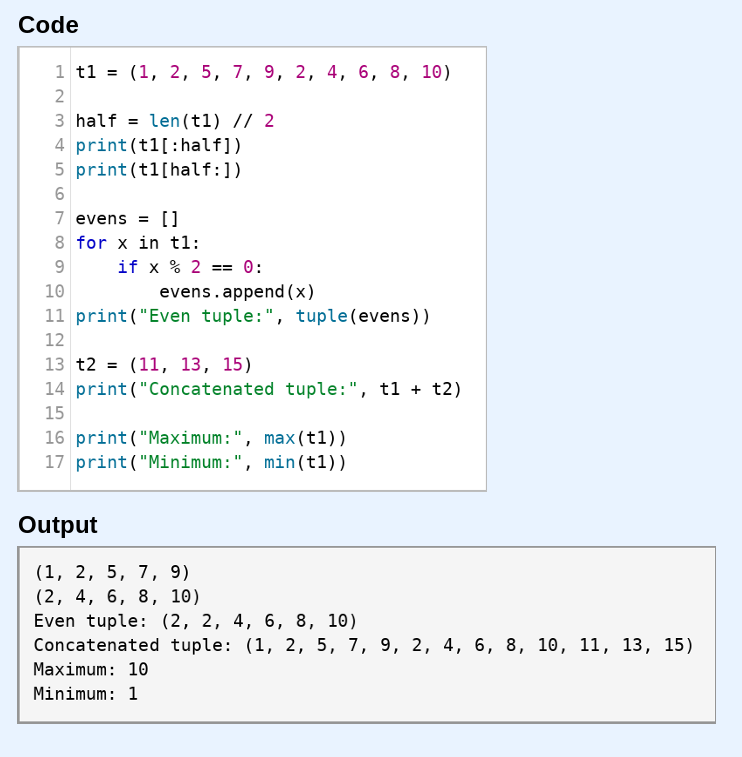 Code
1 t1 = (1, 2, 5, 7, 9, 2, 4, 6, 8, 10)
2
3 half = len(t1) // 2
4 print(t1[:half])
5 print(t1[half:])
6
7 evens = []
8 for x in t1:
9     if x % 2 == 0:
10         evens.append(x)
11 print("Even tuple:", tuple(evens))
12
13 t2 = (11, 13, 15)
14 print("Concatenated tuple:", t1 + t2)
15
16 print("Maximum:", max(t1))
17 print("Minimum:", min(t1))
Output
(1, 2, 5, 7, 9)
(2, 4, 6, 8, 10)
Even tuple: (2, 2, 4, 6, 8, 10)
Concatenated tuple: (1, 2, 5, 7, 9, 2, 4, 6, 8, 10, 11, 13, 15)
Maximum: 10
Minimum: 1